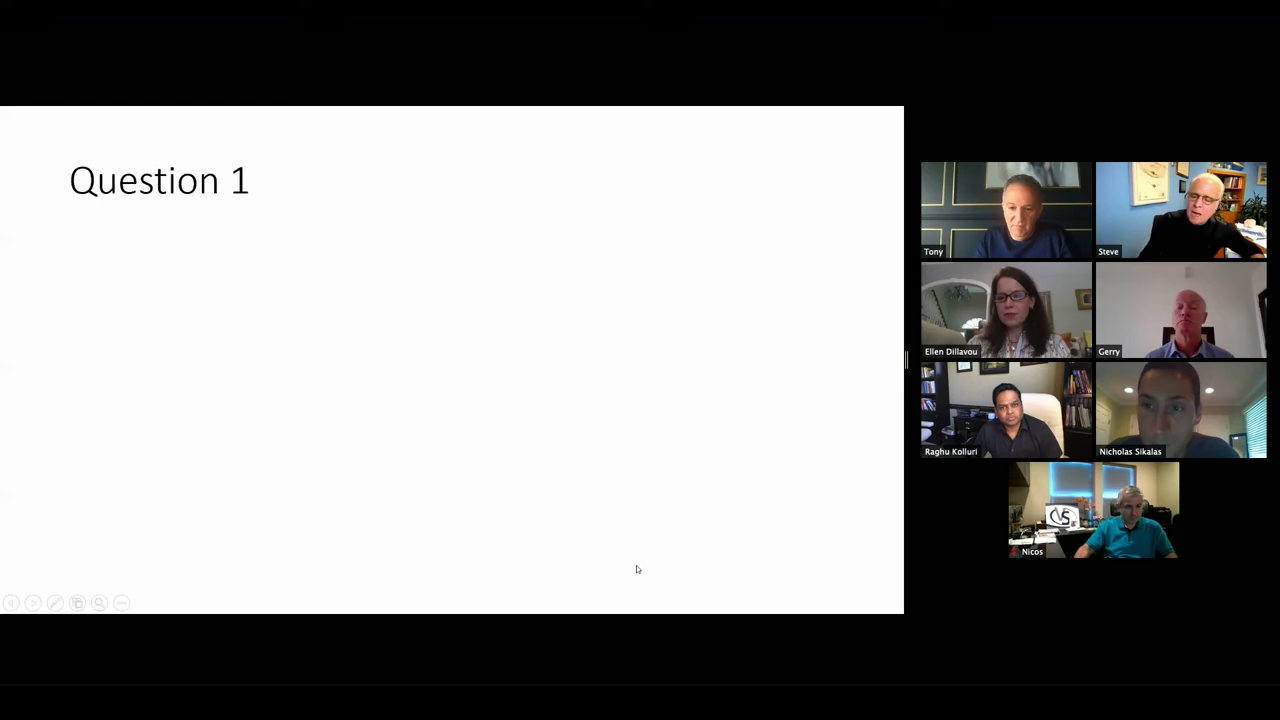 Question 1
Tony
Steve
Ellen Dillavou
Gerry
Raghu Kolluri
Nicholas Sikalas
Nicos